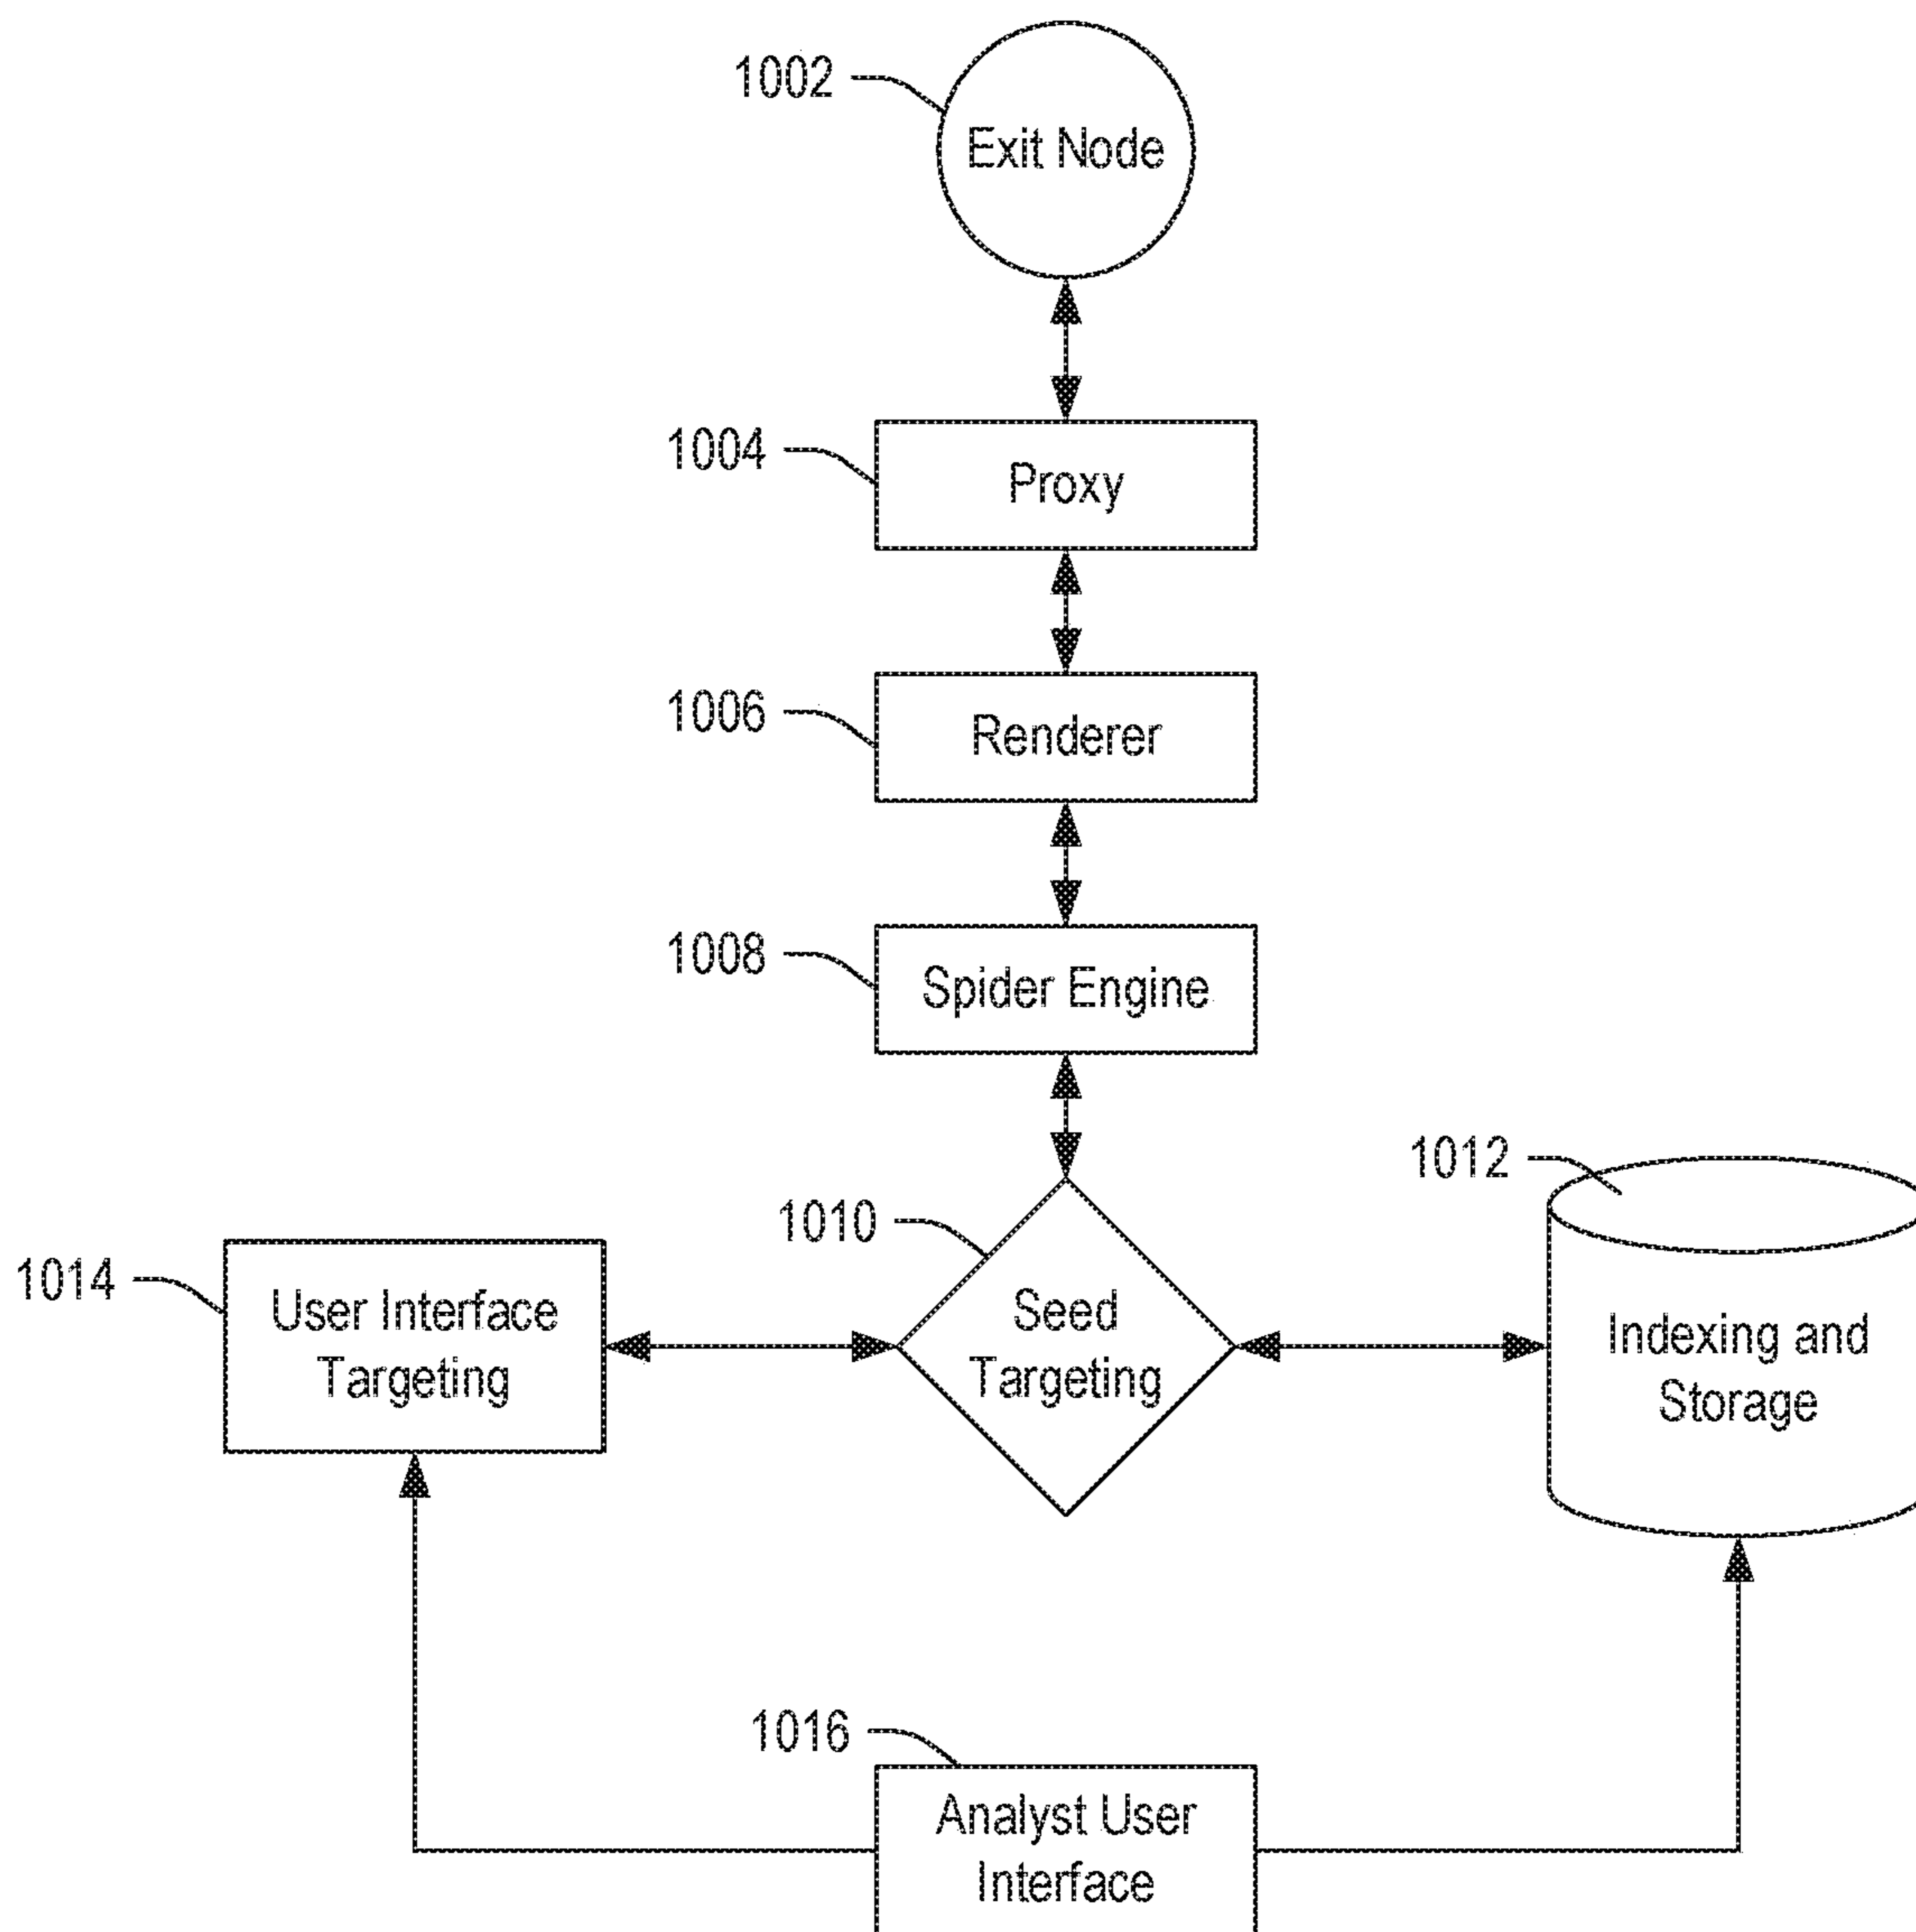 1002
Exit Node
1004
Proxy
1006
Renderer
1008
Spider Engine
1010
Seed
Targeting
1012
Indexing and
Storage
1014
User Interface
Targeting
1016
Analyst User
Interface